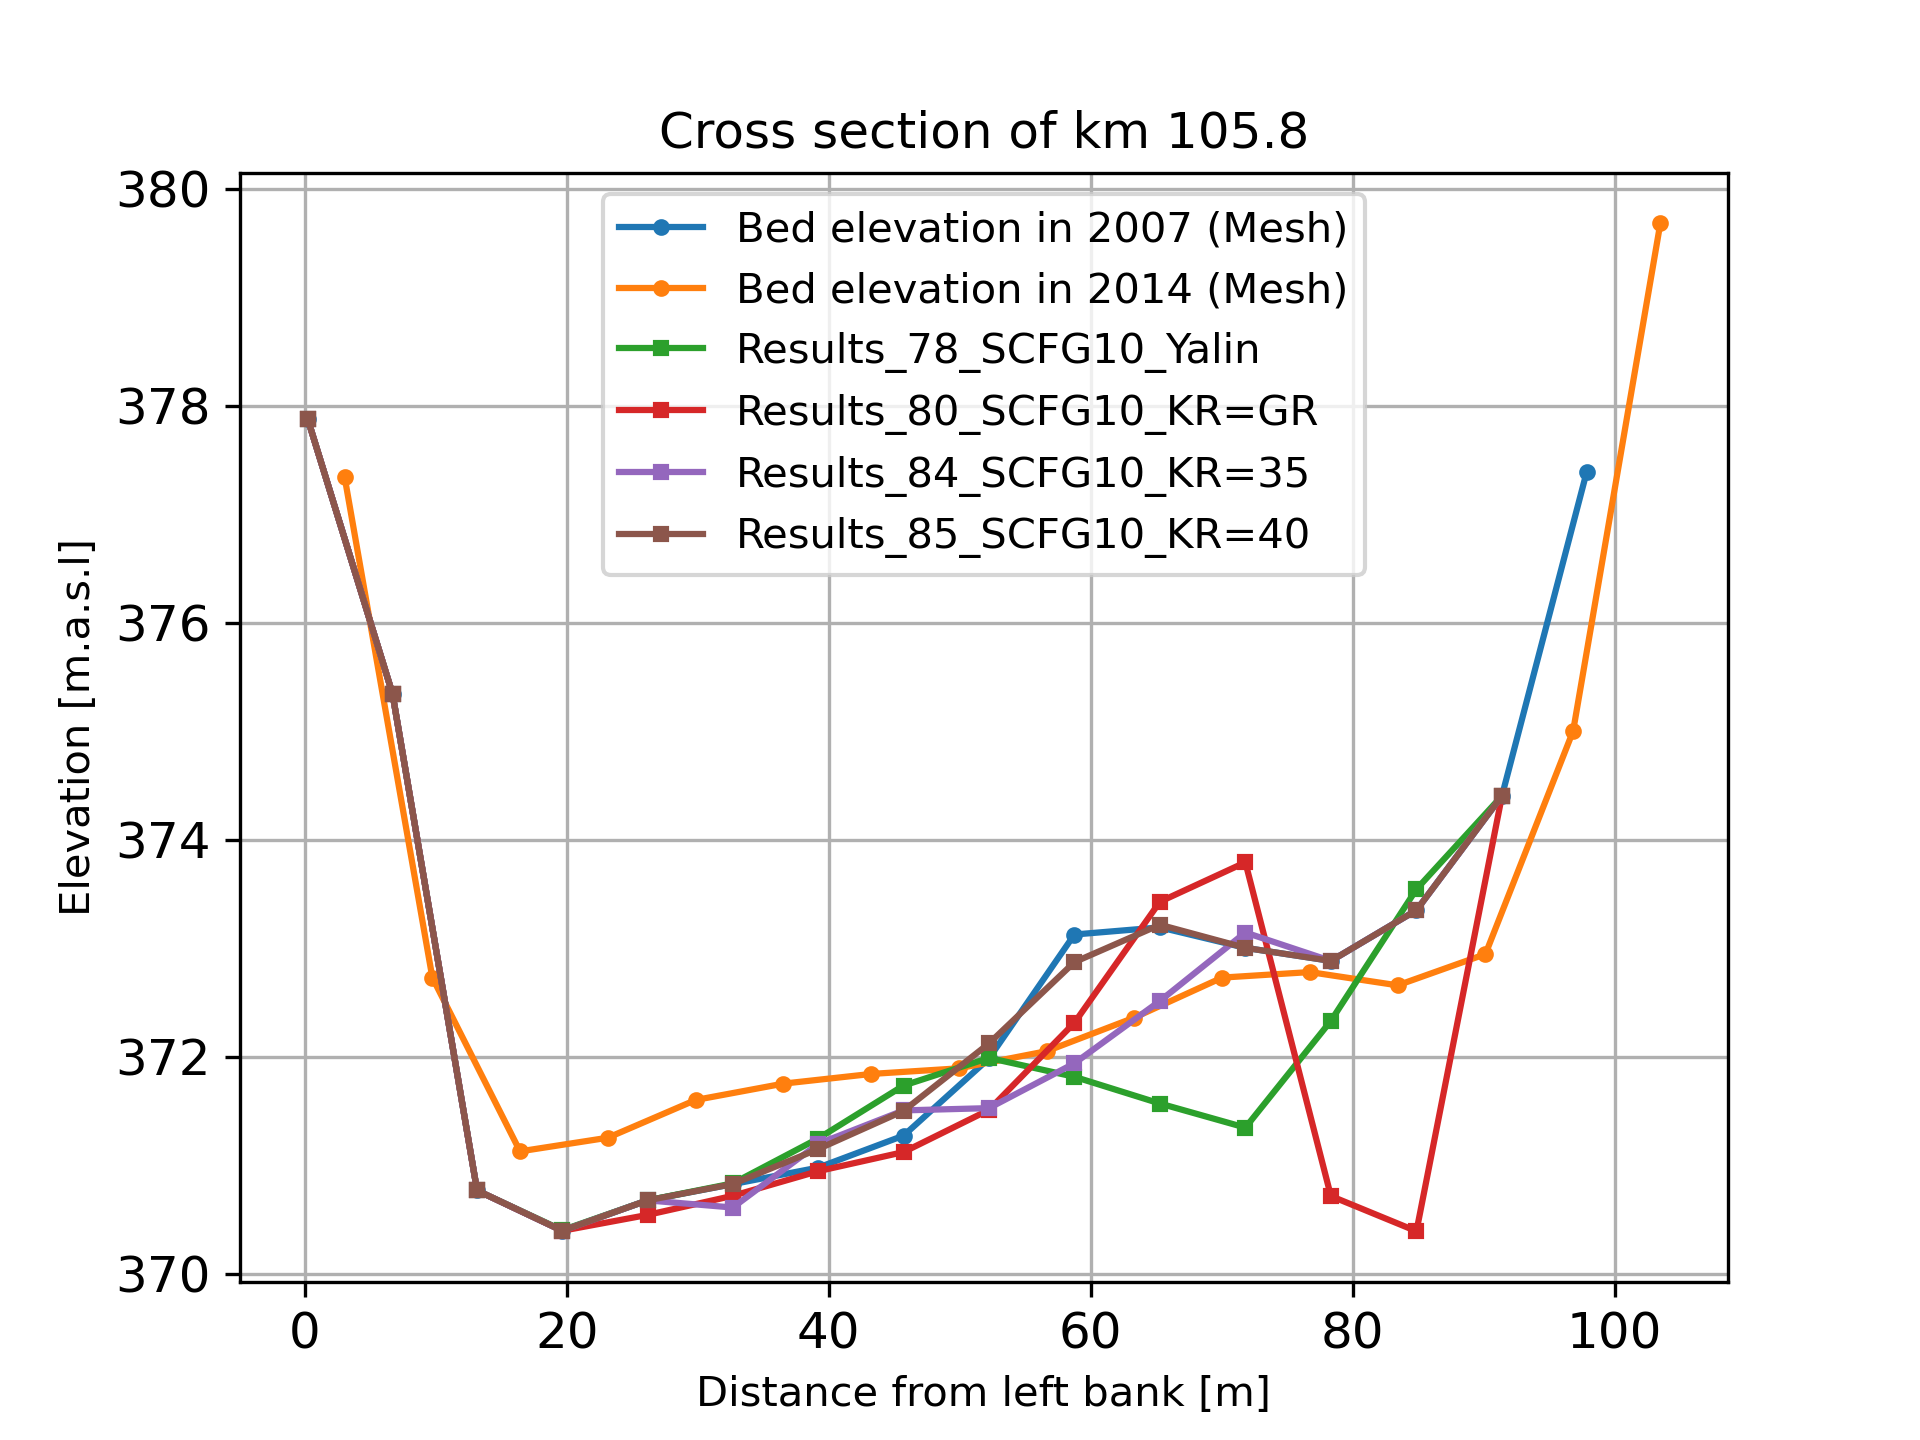 Cross section of km 105.8
380
378
376
374
372
370
Elevation [m.a.s.l]
Bed elevation in 2007 (Mesh)
Bed elevation in 2014 (Mesh)
Results_78_SCFG10_Yalin
Results_80_SCFG10_KR=GR
Results_84_SCFG10_KR=35
Results_85_SCFG10_KR=40
0 20 40 60 80 100
Distance from left bank [m]